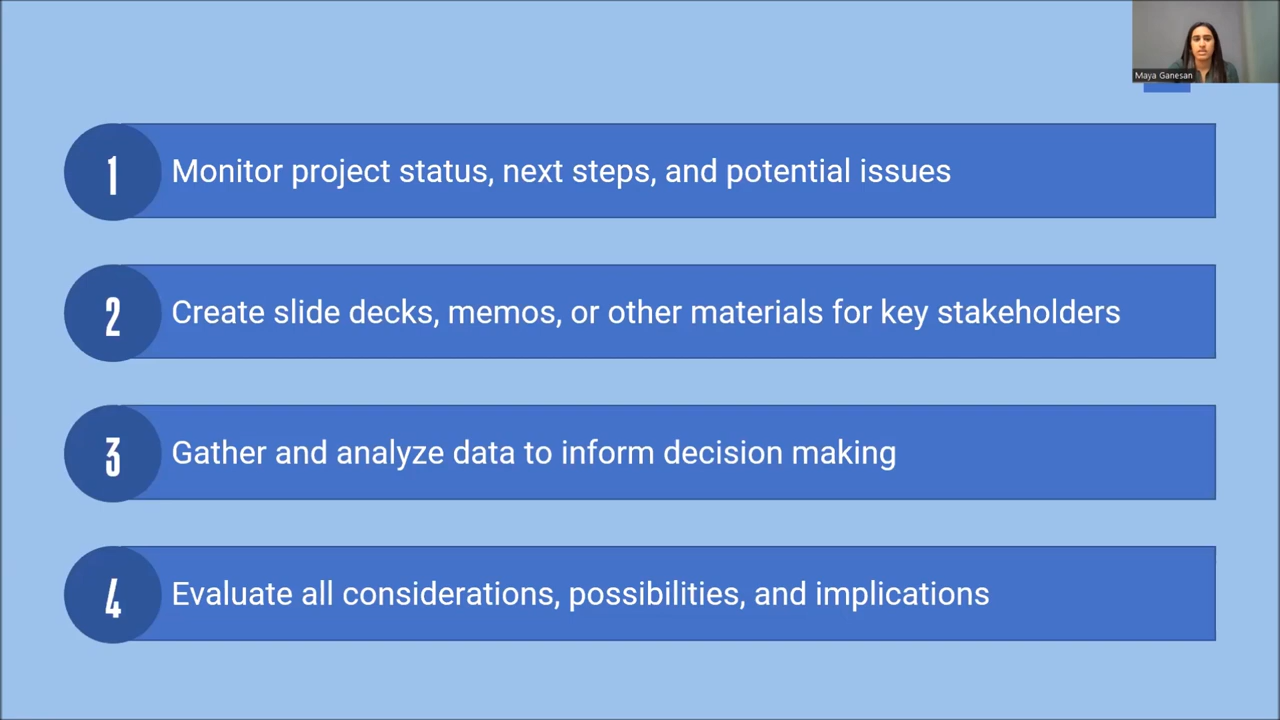 Maya Ganesan
1 Monitor project status, next steps, and potential issues
2 Create slide decks, memos, or other materials for key stakeholders
3 Gather and analyze data to inform decision making
4 Evaluate all considerations, possibilities, and implications